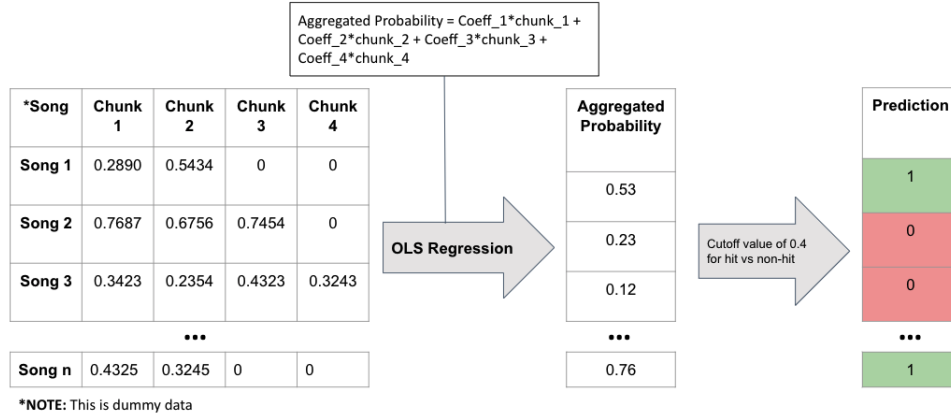 Aggregated Probability = Coeff_1*chunk_1 +
Coeff_2*chunk_2 + Coeff_3*chunk_3 +
Coeff_4*chunk_4
*Song Chunk 1 Chunk 2 Chunk 3 Chunk 4
Song 1 0.2890 0.5434 0 0
Song 2 0.7687 0.6756 0.7454 0
Song 3 0.3423 0.2354 0.4323 0.3243
...
Song n 0.4325 0.3245 0 0
*NOTE: This is dummy data
OLS Regression
Aggregated
Probability
0.53
0.23
0.12
...
0.76
Cutoff value of 0.4
for hit vs non-hit
Prediction
1
0
0
...
1